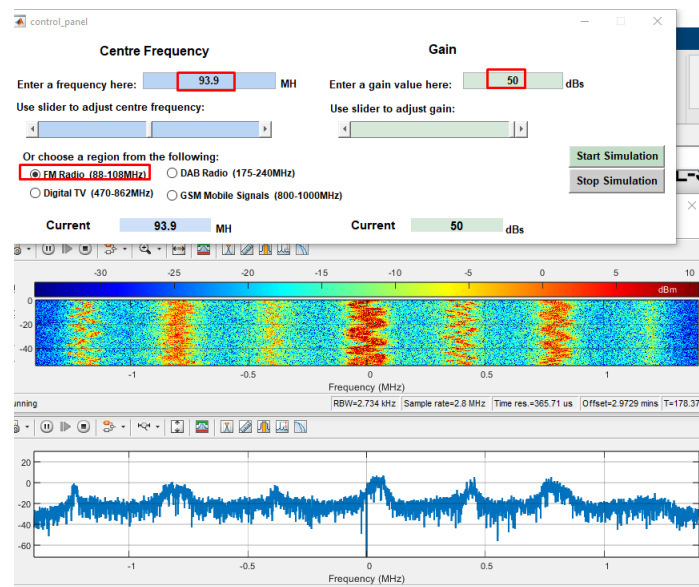 control_panel
Centre Frequency
Gain
Enter a frequency here: 93.9 MH
Enter a gain value here: 50 dBs
Use slider to adjust centre frequency:
Use slider to adjust gain:
Or choose a region from the following:
FM Radio (88-108MHz) DAB Radio (175-240MHz)
Digital TV (470-862MHz) GSM Mobile Signals (800-1000MHz)
Start Simulation
Stop Simulation
Current 93.9 MH
Current 50 dBs
-30 -25 -20 -15 -10 -5 0 5 10
dBm
0
-20
-40
-1 -0.5 0 0.5 1
Frequency (MHz)
RBW=2.734 kHz Sample rate=2.8 MHz Time res.=365.71 us Offset=2.9729 mins T=178.37
20
0
-20
-40
-60
-1 -0.5 0 0.5 1
Frequency (MHz)